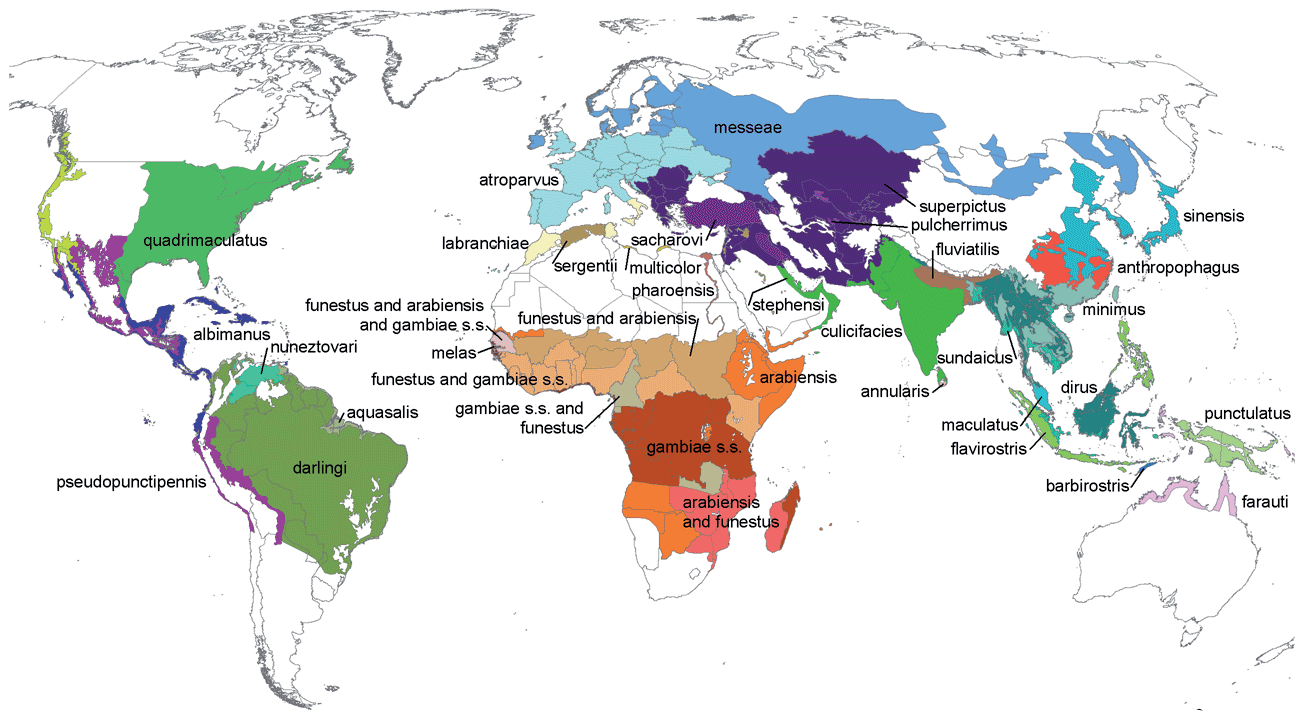 messeae
atroparvus
superpictus
pulcherrimus
sinensis
quadrimaculatus
labranchiae
sacharovi
fluviatilis
sergentii
multicolor
anthropophagus
pharoensis
stephensi
funestus and arabiensis
and gambiae s.s.
funestus and arabiensis
minimus
albimanus
culicifacies
nuneztovari
melas
sundaicus
funestus and gambiae s.s.
arabiensis
annularis
dirus
aquasalis
gambiae s.s. and
funestus
punctulatus
maculatus
gambiae s.s.
flavirostris
darlingi
pseudopunctipennis
barbirostris
arabiensis
and funestus
farauti